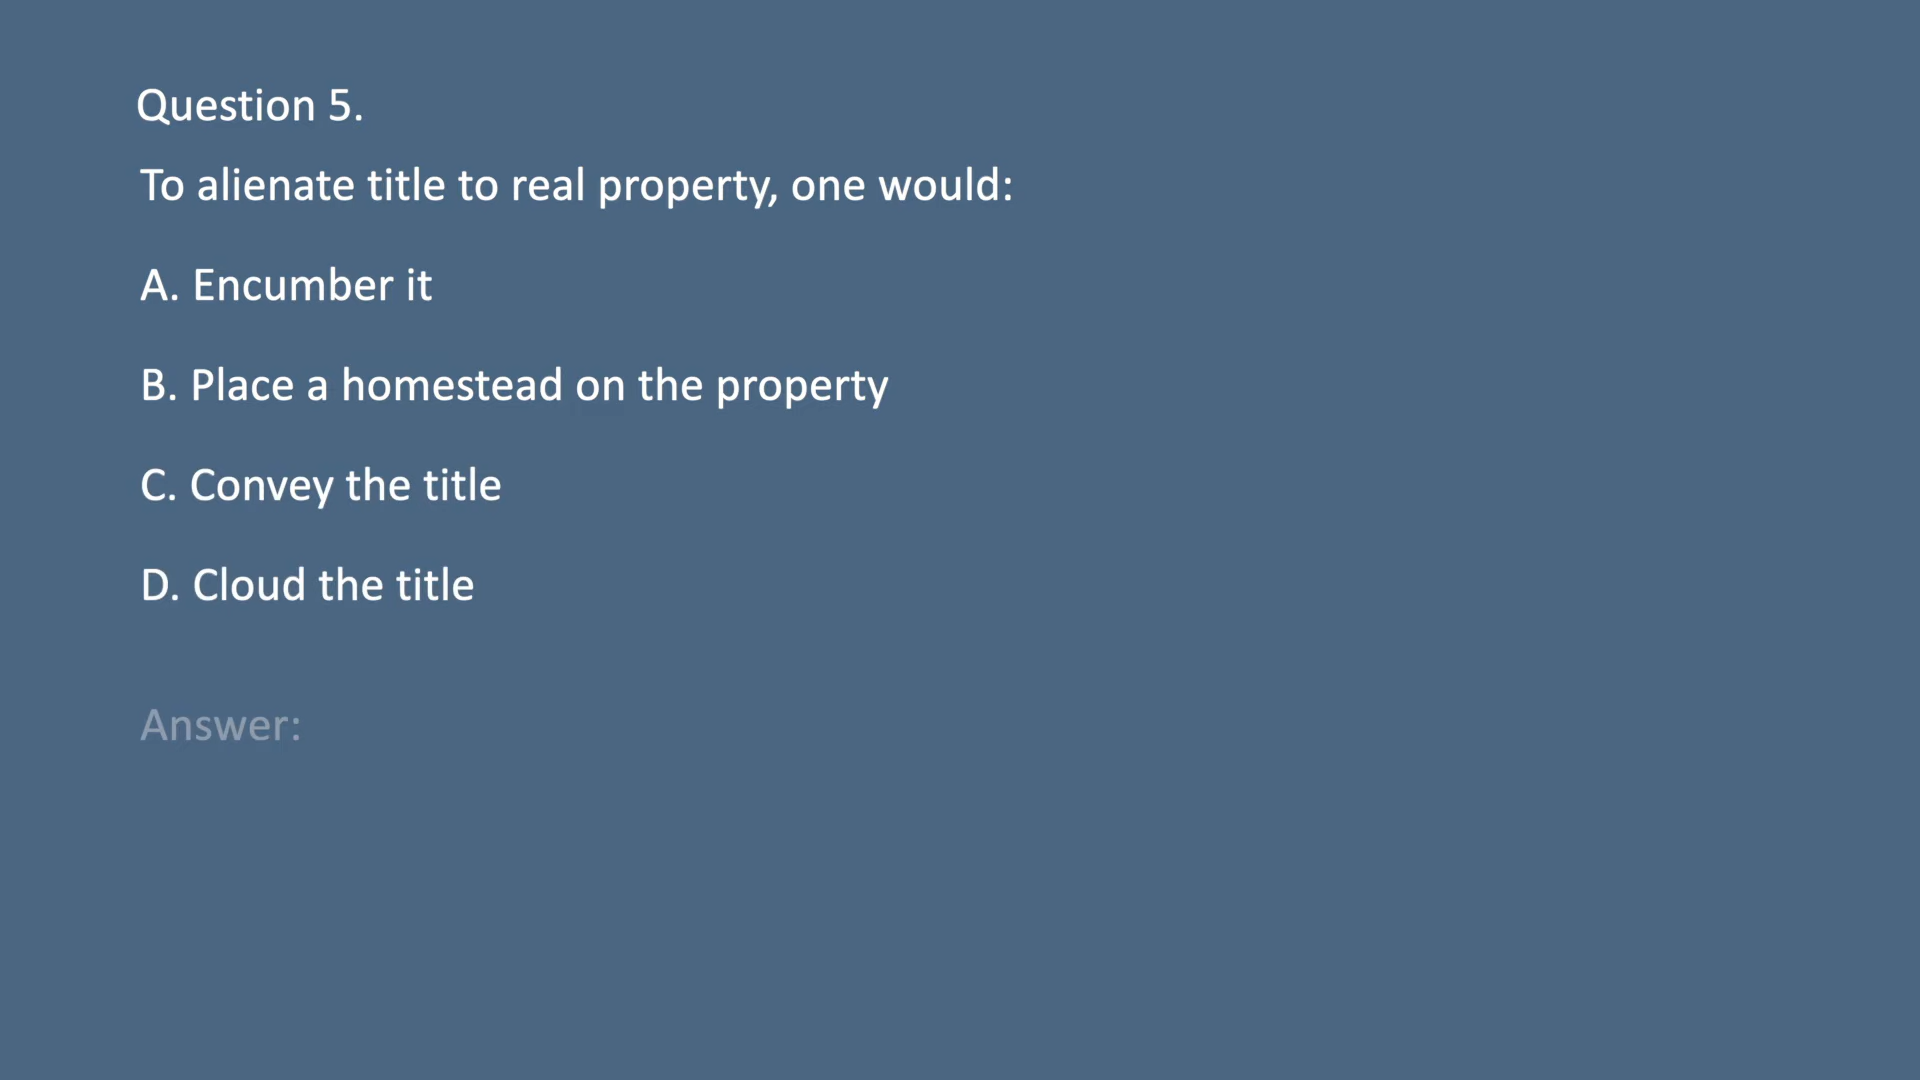 Question 5.
To alienate title to real property, one would:
A. Encumber it
B. Place a homestead on the property
C. Convey the title
D. Cloud the title
Answer: